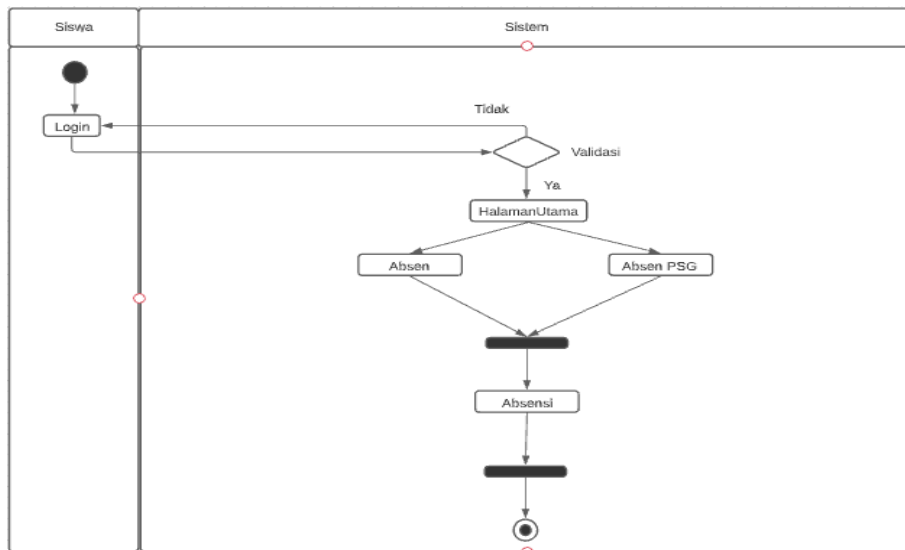 Siswa
Sistem
Tidak
Login
Validasi
Ya
HalamanUtama
Absen
Absen PSG
Absensi